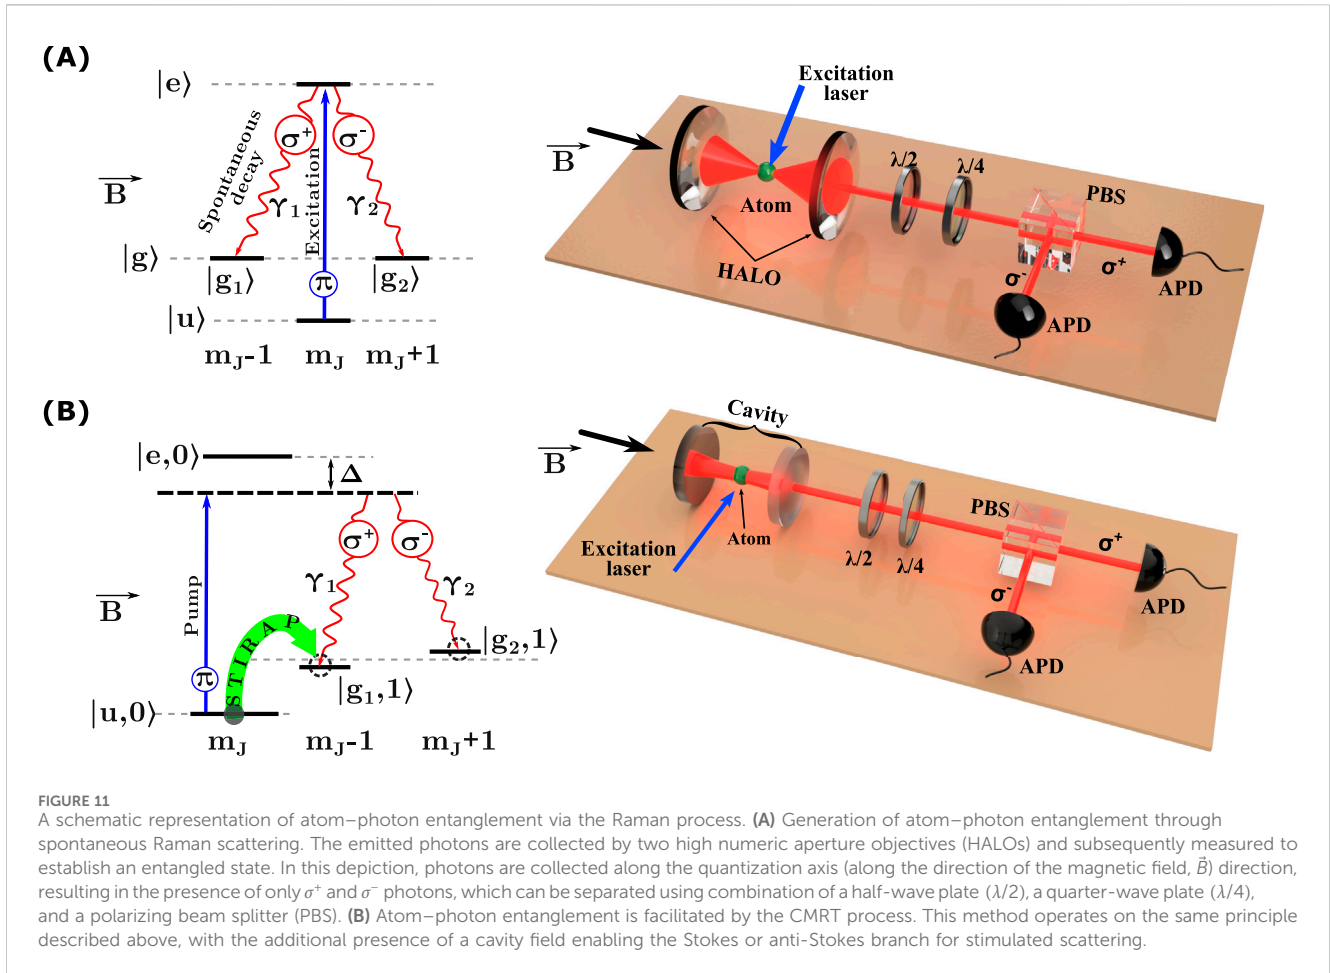 (A)
|e⟩
Spontaneous
decay
σ⁺
σ⁻
Excitation
B
γ₁
γ₂
|g⟩
|g₁⟩
|g₂⟩
π
|u⟩
m_J-1
m_J
m_J+1
Excitation
laser
B
Atom
HALO
λ/2
λ/4
PBS
σ⁺
σ⁻
APD
APD
(B)
|e,0⟩
Δ
σ⁺
σ⁻
γ₁
γ₂
B
Pump
STIRAP
π
|g₂,1⟩
|g₁,1⟩
|u,0⟩
m_J
m_J-1
m_J+1
Cavity
B
Atom
Excitation
laser
λ/2
λ/4
PBS
σ⁺
σ⁻
APD
APD
FIGURE 11
A schematic representation of atom–photon entanglement via the Raman process. (A) Generation of atom–photon entanglement through
spontaneous Raman scattering. The emitted photons are collected by two high numeric aperture objectives (HALOs) and subsequently measured to
establish an entangled state. In this depiction, photons are collected along the quantization axis (along the direction of the magnetic field, B⃗) direction,
resulting in the presence of only σ⁺ and σ⁻ photons, which can be separated using combination of a half-wave plate (λ/2), a quarter-wave plate (λ/4),
and a polarizing beam splitter (PBS). (B) Atom–photon entanglement is facilitated by the CMRT process. This method operates on the same principle
described above, with the additional presence of a cavity field enabling the Stokes or anti-Stokes branch for stimulated scattering.